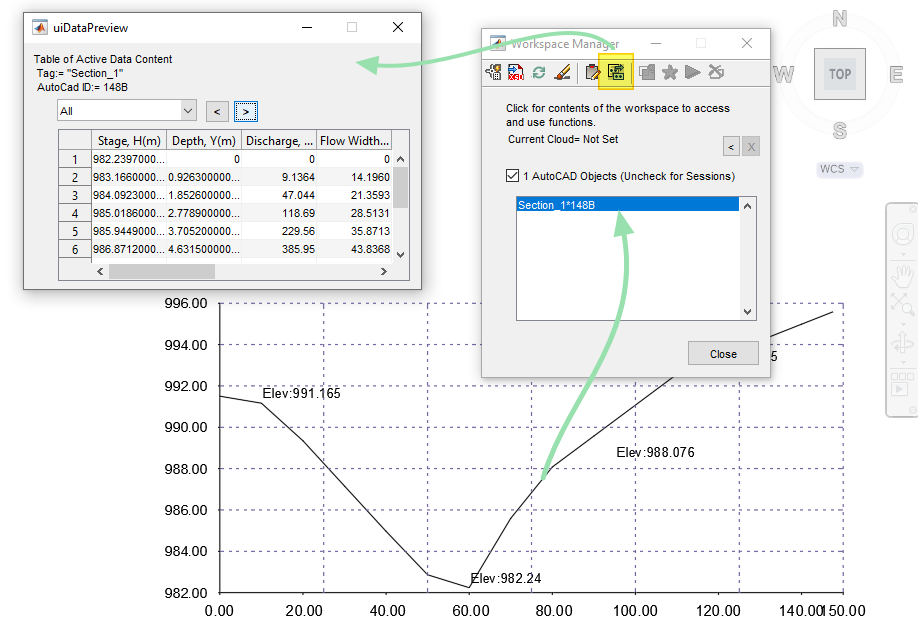 uiDataPreview
Table of Active Data Content
Tag:= "Section_1"
AutoCad ID:= 148B
All
<
>
Stage, H(m) Depth, Y(m) Discharge, ... Flow Width...
1 982.2397000... 0 0 0
2 983.1660000... 0.926300000... 9.1364 14.1960
3 984.0923000... 1.852600000... 47.044 21.3593
4 985.0186000... 2.778900000... 118.69 28.5131
5 985.9449000... 3.705200000... 229.56 35.8713
6 986.8712000... 4.631500000... 385.95 43.8368
Workspace Manager
Click for contents of the workspace to access
and use functions.
Current Cloud= Not Set
<
X
1 AutoCAD Objects (Uncheck for Sessions)
Section_1*148B
Close
N
W
TOP
E
S
WCS
996.00
994.00
992.00
990.00
988.00
986.00
984.00
982.00
Elev:991.165
5
Elev:988.076
Elev:982.24
0.00 20.00 40.00 60.00 80.00 100.00 120.00 140.00 150.00